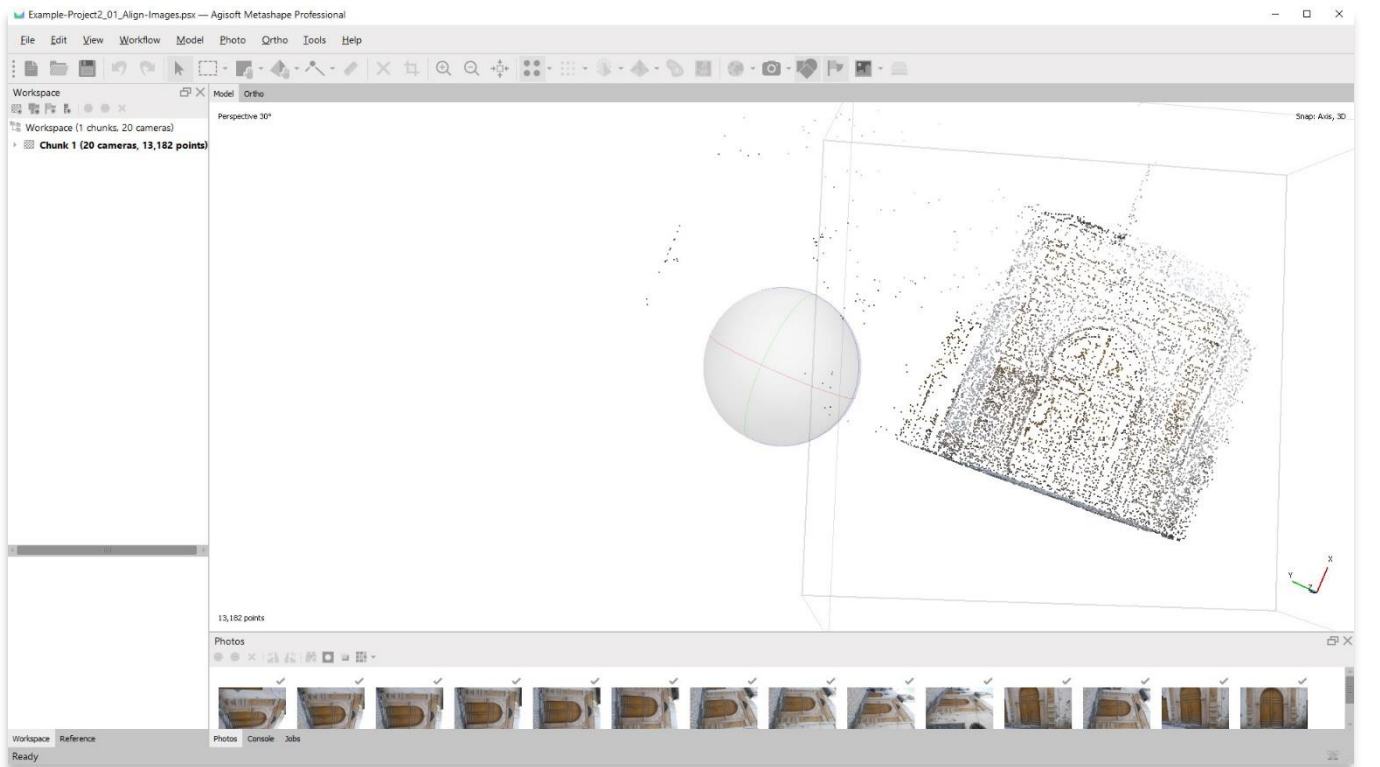 Example-Project2_01_Align-Images.psx — Agisoft Metashape Professional
File Edit View Workflow Model Photo Ortho Tools Help
Workspace
Model Ortho
Workspace (1 chunks, 20 cameras)
Chunk 1 (20 cameras, 13,182 points)
Perspective 30°
Snap: Axis, 3D
X
Y
Z
13,182 points
Photos
Workspace Reference
Photos Console Jobs
Ready